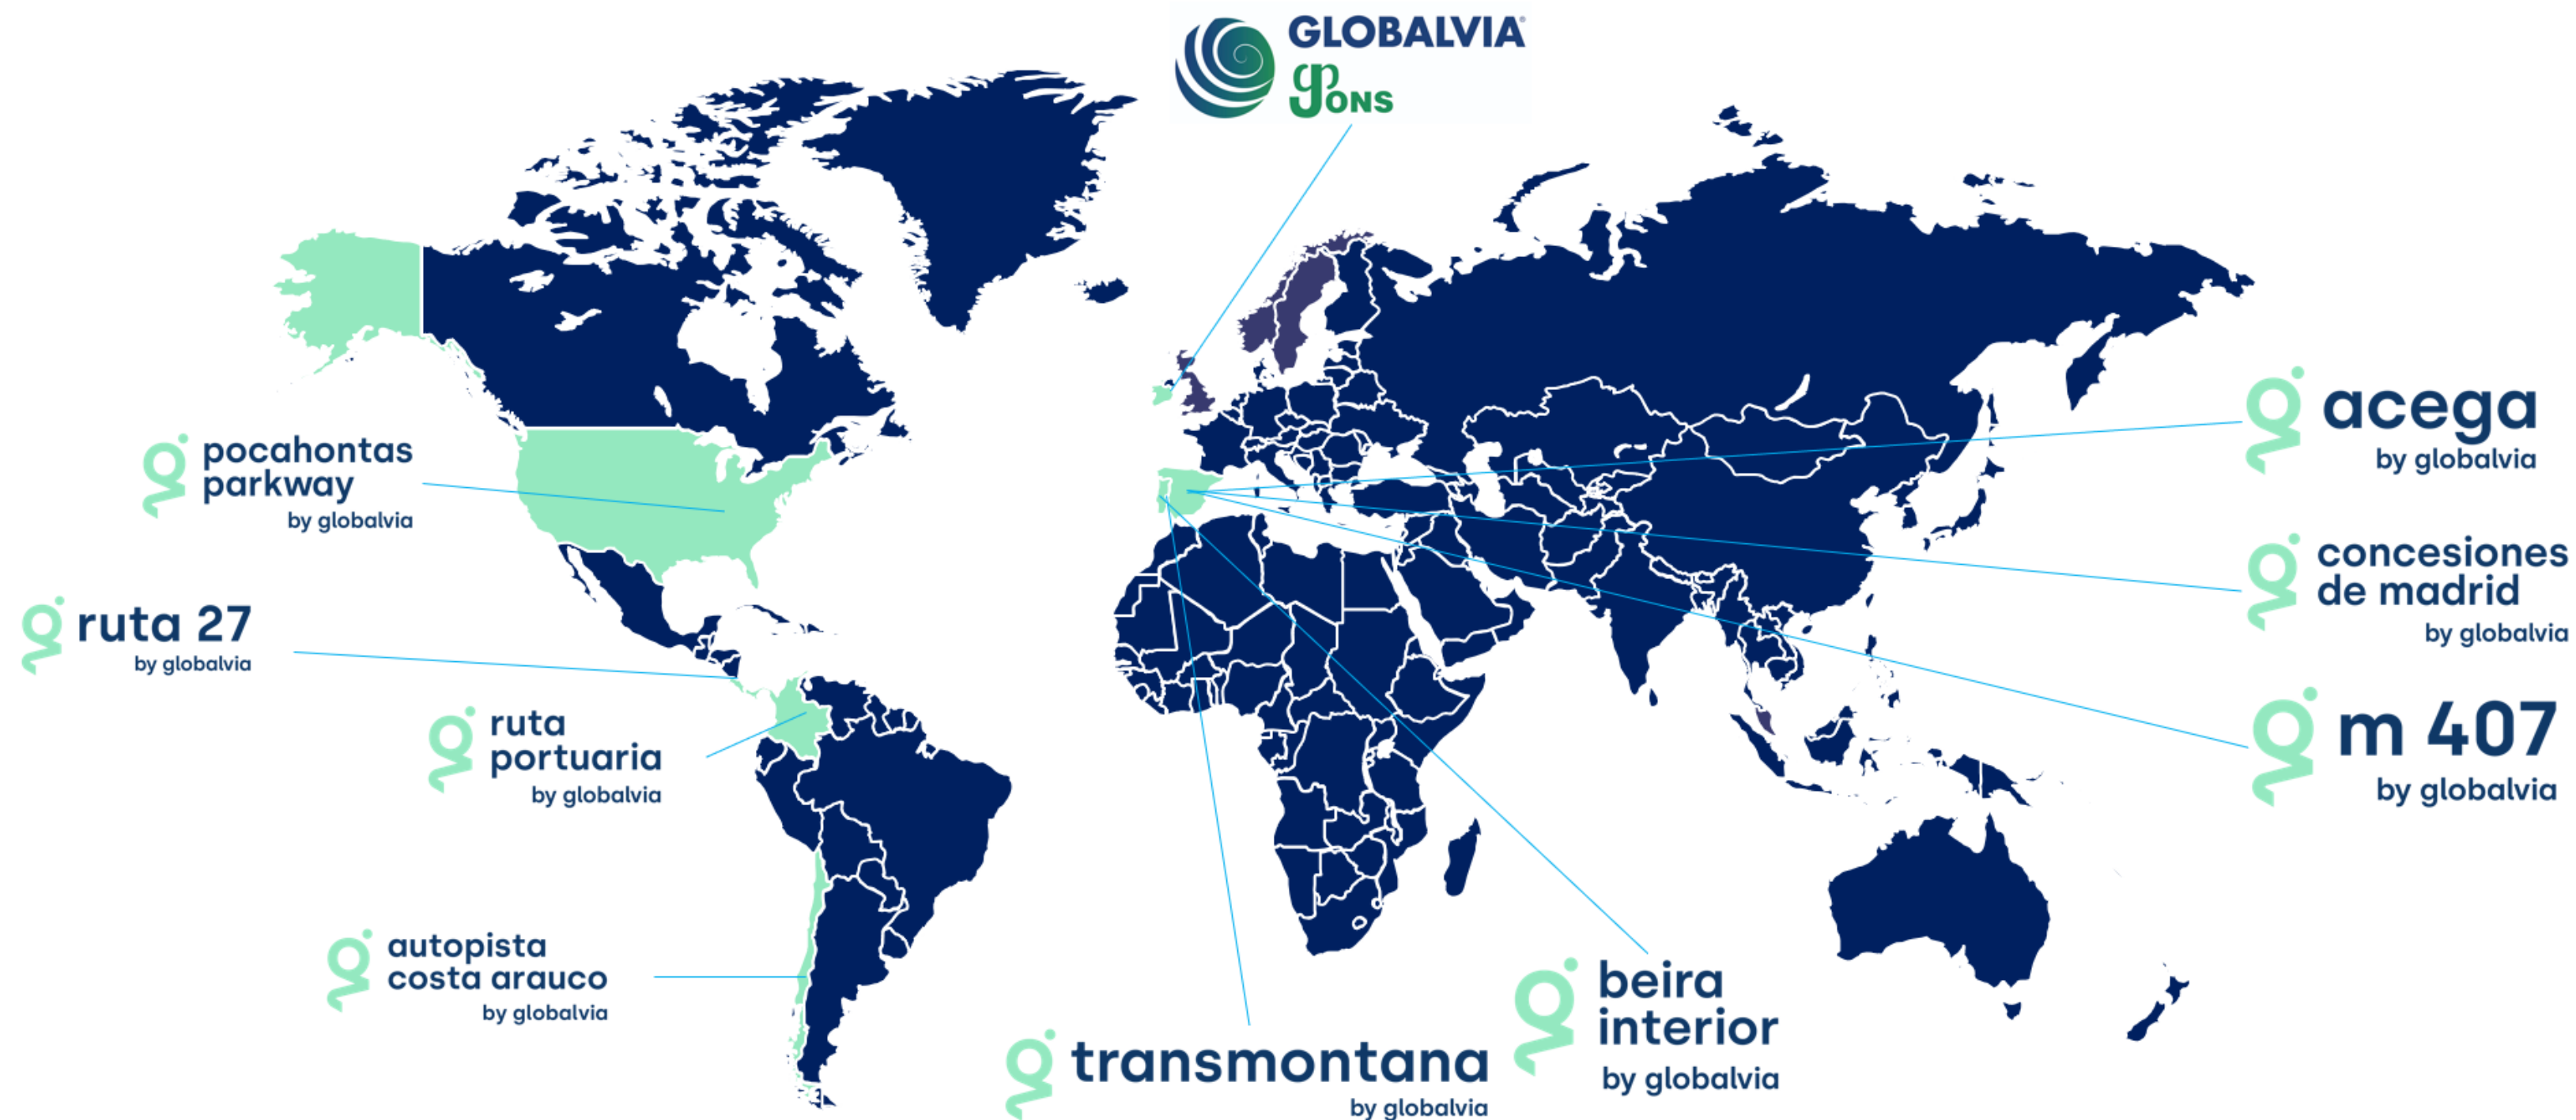 GLOBALVIA®
gpons
pocahontas
parkway
by globalvia
ruta 27
by globalvia
ruta
portuaria
by globalvia
autopista
costa arauco
by globalvia
transmontana
by globalvia
beira
interior
by globalvia
acega
by globalvia
concesiones
de madrid
by globalvia
m 407
by globalvia